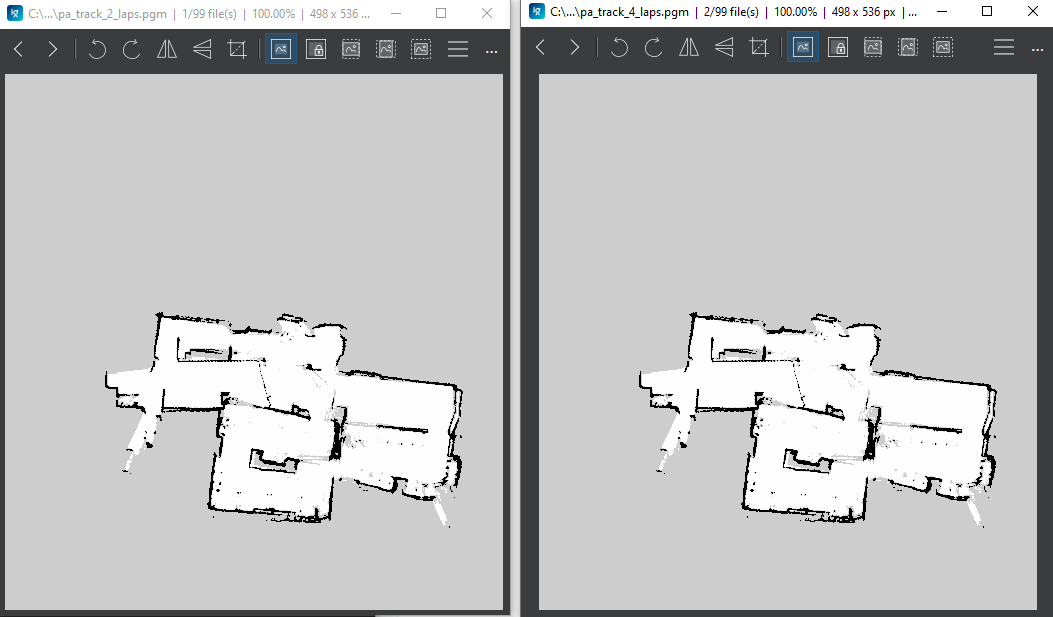 C:\...\pa_track_2_laps.pgm | 1/99 file(s) | 100.00% | 498 x 536 ...
C:\...\pa_track_4_laps.pgm | 2/99 file(s) | 100.00% | 498 x 536 px | ...